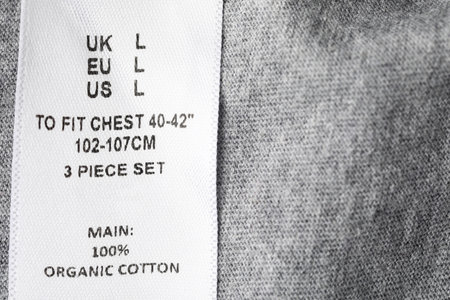 UK L
EU L
US L
TO FIT CHEST 40-42"
102-107CM
3 PIECE SET
MAIN:
100%
ORGANIC COTTON